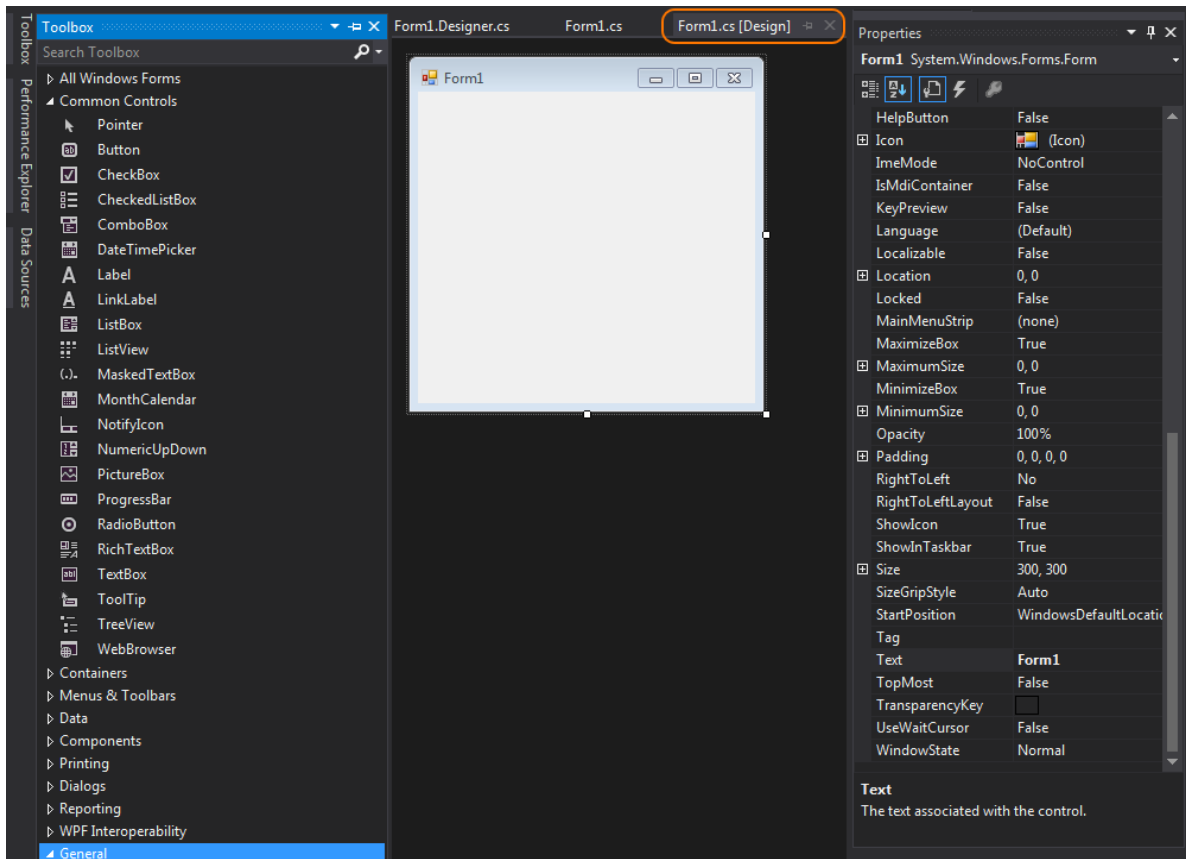 Toolbox
Performance Explorer
Data Sources
Toolbox
Search Toolbox
All Windows Forms
Common Controls
Pointer
Button
CheckBox
CheckedListBox
ComboBox
DateTimePicker
Label
LinkLabel
ListBox
ListView
MaskedTextBox
MonthCalendar
NotifyIcon
NumericUpDown
PictureBox
ProgressBar
RadioButton
RichTextBox
TextBox
ToolTip
TreeView
WebBrowser
Containers
Menus & Toolbars
Data
Components
Printing
Dialogs
Reporting
WPF Interoperability
General
Form1.Designer.cs Form1.cs Form1.cs [Design]
Form1
Properties
Form1 System.Windows.Forms.Form
HelpButton False
Icon (Icon)
ImeMode NoControl
IsMdiContainer False
KeyPreview False
Language (Default)
Localizable False
Location 0, 0
Locked False
MainMenuStrip (none)
MaximizeBox True
MaximumSize 0, 0
MinimizeBox True
MinimumSize 0, 0
Opacity 100%
Padding 0, 0, 0, 0
RightToLeft No
RightToLeftLayout False
ShowIcon True
ShowInTaskbar True
Size 300, 300
SizeGripStyle Auto
StartPosition WindowsDefaultLocatio
Tag
Text Form1
TopMost False
TransparencyKey
UseWaitCursor False
WindowState Normal
Text
The text associated with the control.